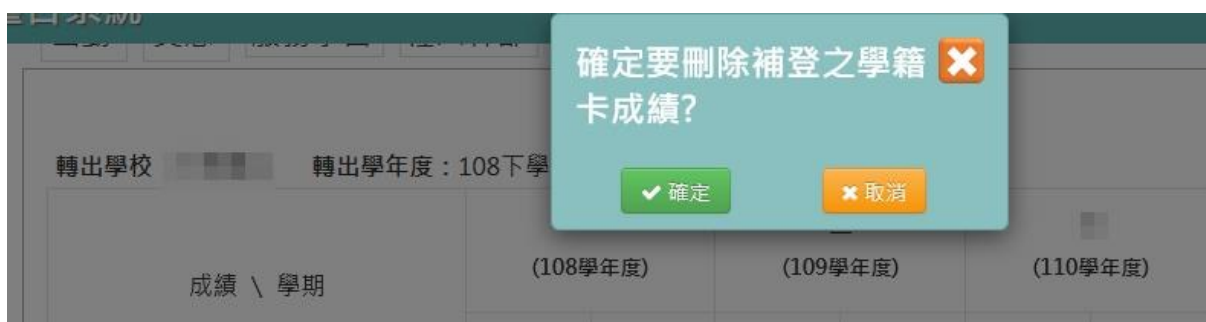 確定要刪除補登之學籍
卡成績?
轉出學校 轉出學年度:108下學
確定 取消
(108學年度) (109學年度) (110學年度)
成績 \ 學期